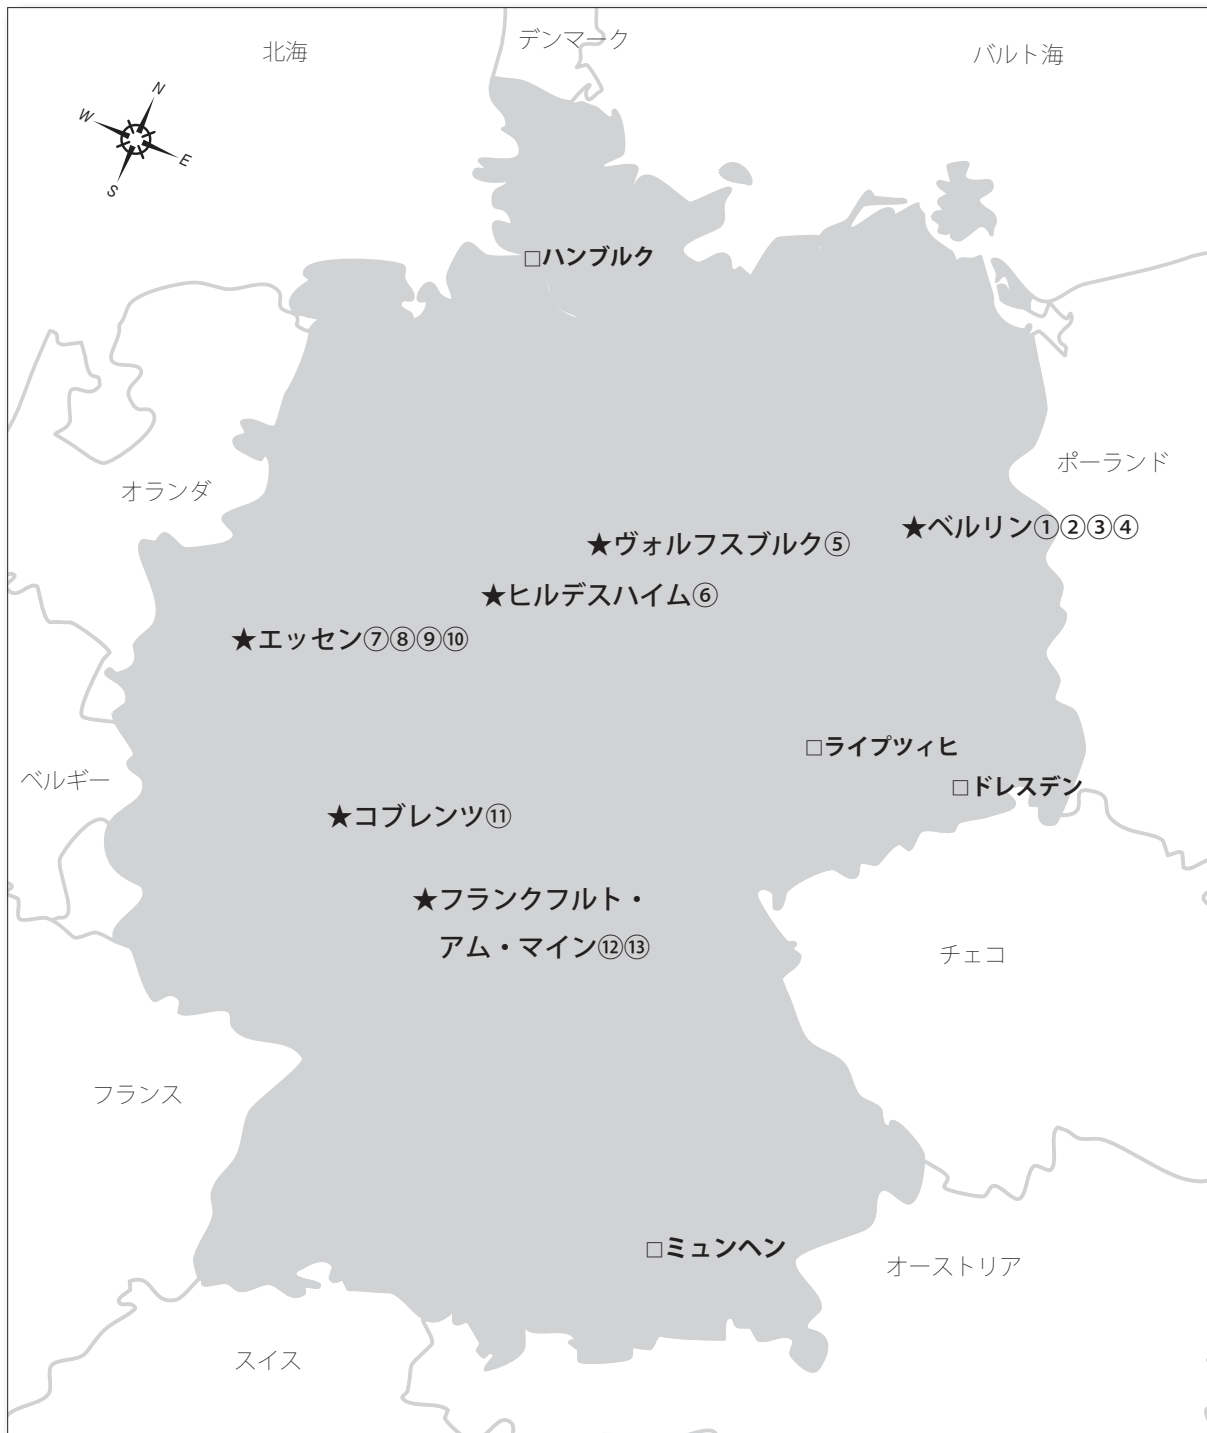 北海
デンマーク
バルト海
N
W
E
S
□ハンブルク
オランダ
ポーランド
★ベルリン①②③④
★ヴォルフスブルク⑤
★ヒルデスハイム⑥
★エッセン⑦⑧⑨⑩
□ライプツィヒ
ベルギー
□ドレスデン
★コブレンツ⑪
★フランクフルト・
アム・マイン⑫⑬
チェコ
フランス
□ミュンヘン
オーストリア
スイス